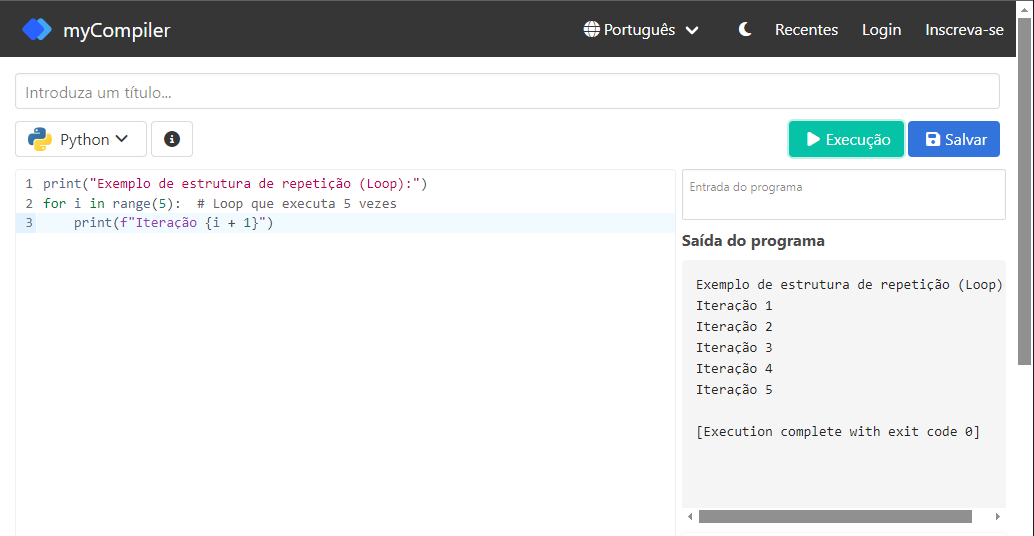 myCompiler
Português
Recentes
Login
Inscreva-se
Introduza um título...
Python
Execução
Salvar
1 print("Exemplo de estrutura de repetição (Loop):")
2 for i in range(5):  # Loop que executa 5 vezes
3     print(f"Iteração {i + 1}")
Entrada do programa
Saída do programa
Exemplo de estrutura de repetição (Loop)
Iteração 1
Iteração 2
Iteração 3
Iteração 4
Iteração 5
[Execution complete with exit code 0]